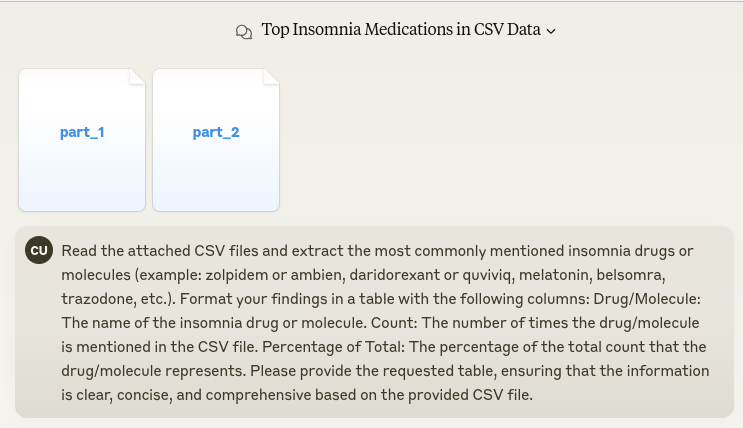 Top Insomnia Medications in CSV Data
part_1
part_2
CU
Read the attached CSV files and extract the most commonly mentioned insomnia drugs or
molecules (example: zolpidem or ambien, daridorexant or quviviq, melatonin, belsomra,
trazodone, etc.). Format your findings in a table with the following columns: Drug/Molecule:
The name of the insomnia drug or molecule. Count: The number of times the drug/molecule
is mentioned in the CSV file. Percentage of Total: The percentage of the total count that the
drug/molecule represents. Please provide the requested table, ensuring that the information
is clear, concise, and comprehensive based on the provided CSV file.